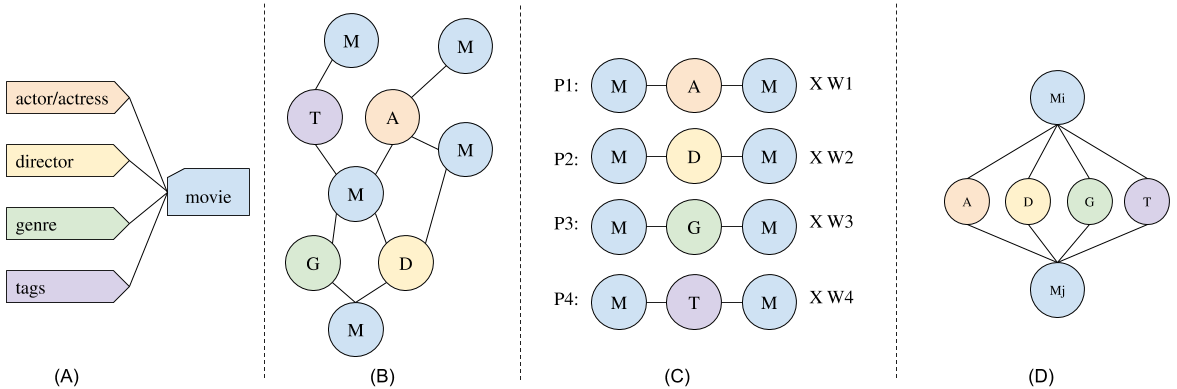 actor/actress
director
genre
tags
movie
(A)
M
M
T
A
M
M
G
D
M
(B)
P1: M A M X W1
P2: M D M X W2
P3: M G M X W3
P4: M T M X W4
(C)
Mi
A D G T
Mj
(D)